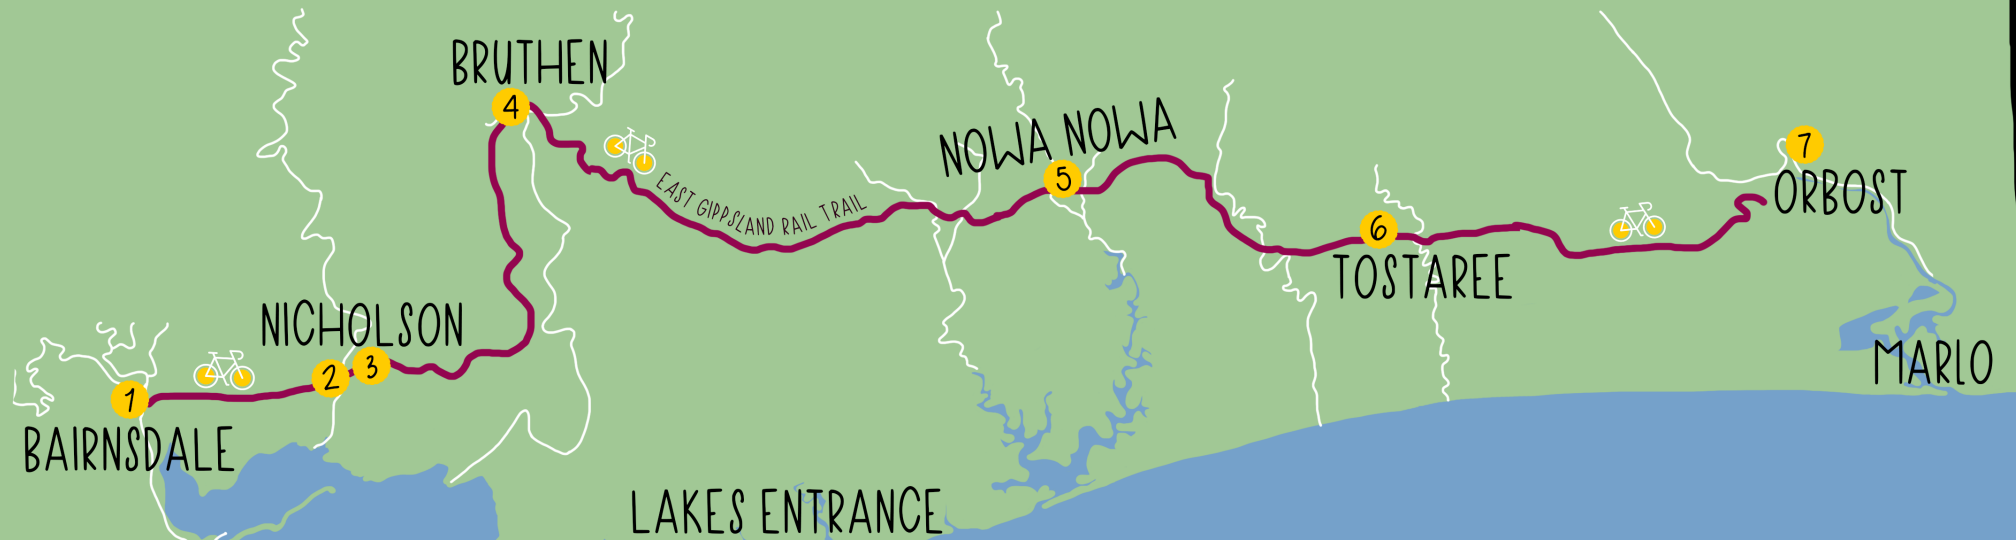 BRUTHEN
4
EAST GIPPSLAND RAIL TRAIL
NOWA NOWA
5
7
ORBOST
6
TOSTAREE
NICHOLSON
2
3
1
BAIRNSDALE
MARLO
LAKES ENTRANCE